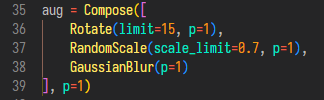 35 aug = Compose([
36     Rotate(limit=15, p=1),
37     RandomScale(scale_limit=0.7, p=1),
38     GaussianBlur(p=1)
39 ], p=1)